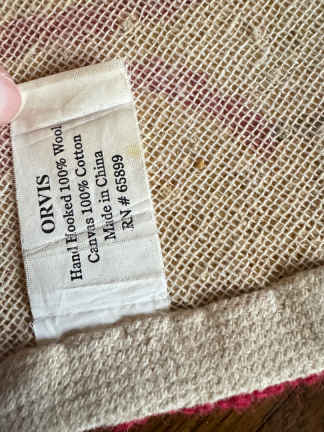 ORVIS
Hand Hooked 100% Wool
Canvas 100% Cotton
Made in China
RN # 65899